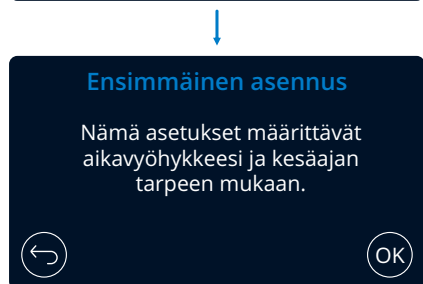 Ensimmäinen asennus
Nämä asetukset määrittävät
aikavyöhykkeesi ja kesäajan
tarpeen mukaan.
OK